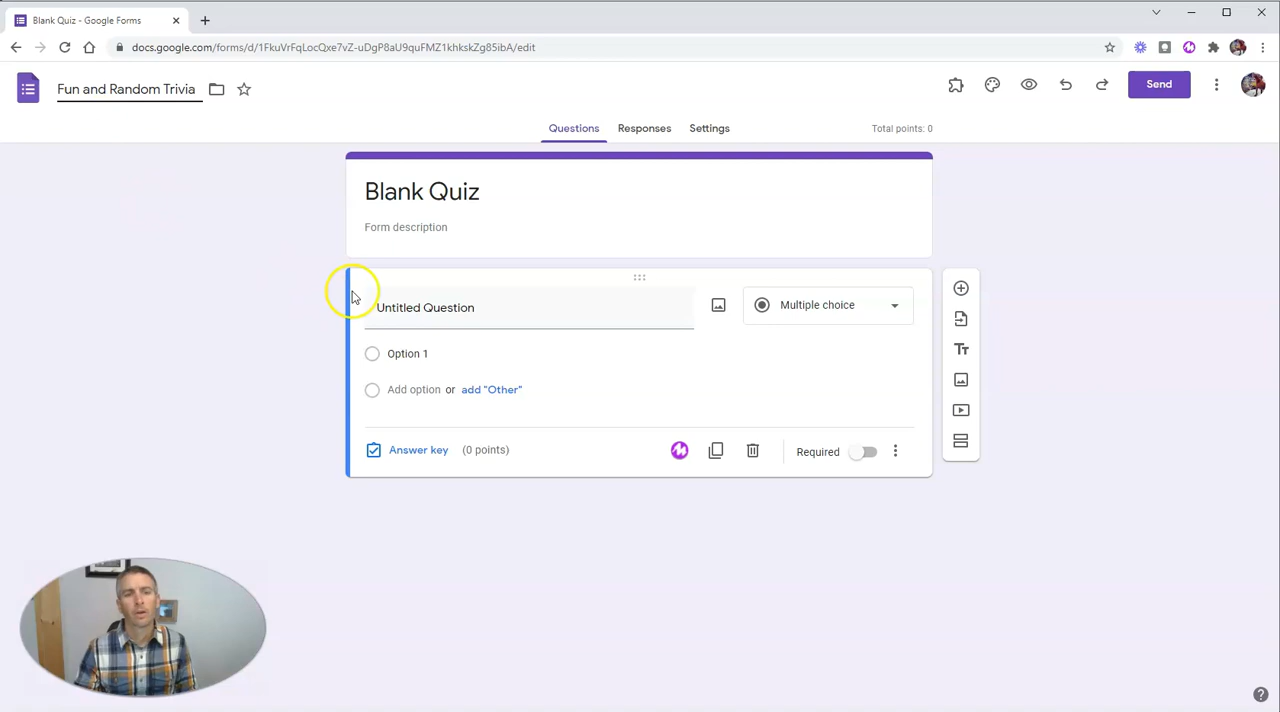 Blank Quiz - Google Forms
docs.google.com/forms/d/1FkuVrFqLocQxe7vZ-uDgP8aU9quFMZ1khkskZg85ibA/edit
Fun and Random Trivia
Send
Questions Responses Settings Total points: 0
Blank Quiz
Form description
Untitled Question
Multiple choice
Option 1
Add option or add "Other"
Answer key (0 points)
Required